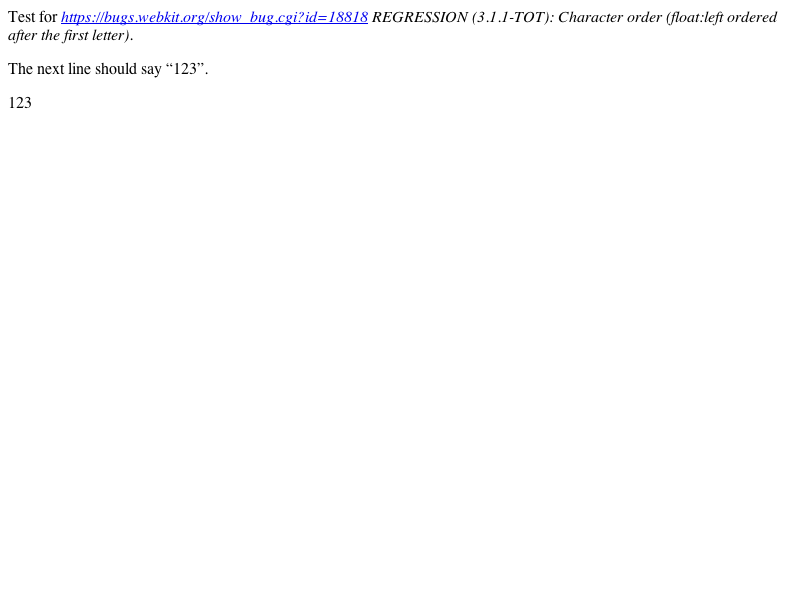 Test for https://bugs.webkit.org/show_bug.cgi?id=18818 REGRESSION (3.1.1-TOT): Character order (float:left ordered
after the first letter).
The next line should say “123”.
123